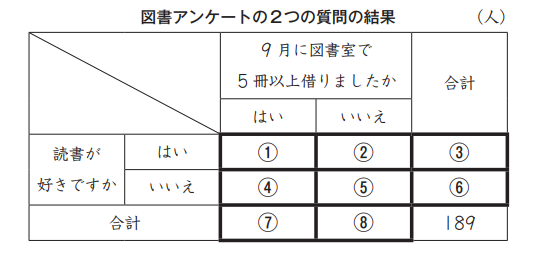 図書アンケートの2つの質問の結果 (人)
9月に図書室で
5冊以上借りましたか
合計
はい いいえ
読書が
好きですか
はい ① ② ③
いいえ ④ ⑤ ⑥
合計 ⑦ ⑧ 189